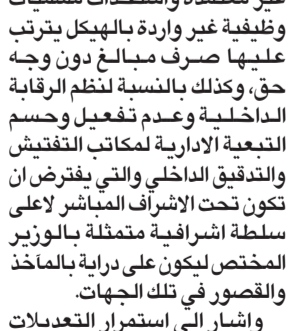 غير معتمدة واستحداث مسميات
وظيفية غير واردة بالهيكل يترتب
عليها صرف مبالغ دون وجه
حق، وكذلك بالنسبة لنظم الرقابة
الداخلية وعدم تفعيل وحسم
التبعية الادارية لمكاتب التفتيش
والتدقيق الداخلي والتي يفترض ان
تكون تحت الاشراف المباشر لاعلى
سلطة اشرافية متمثلة بالوزير
المختص ليكون على دراية بالمآخذ
والقصور في تلك الجهات.
واشار الى استمرار التعديلات